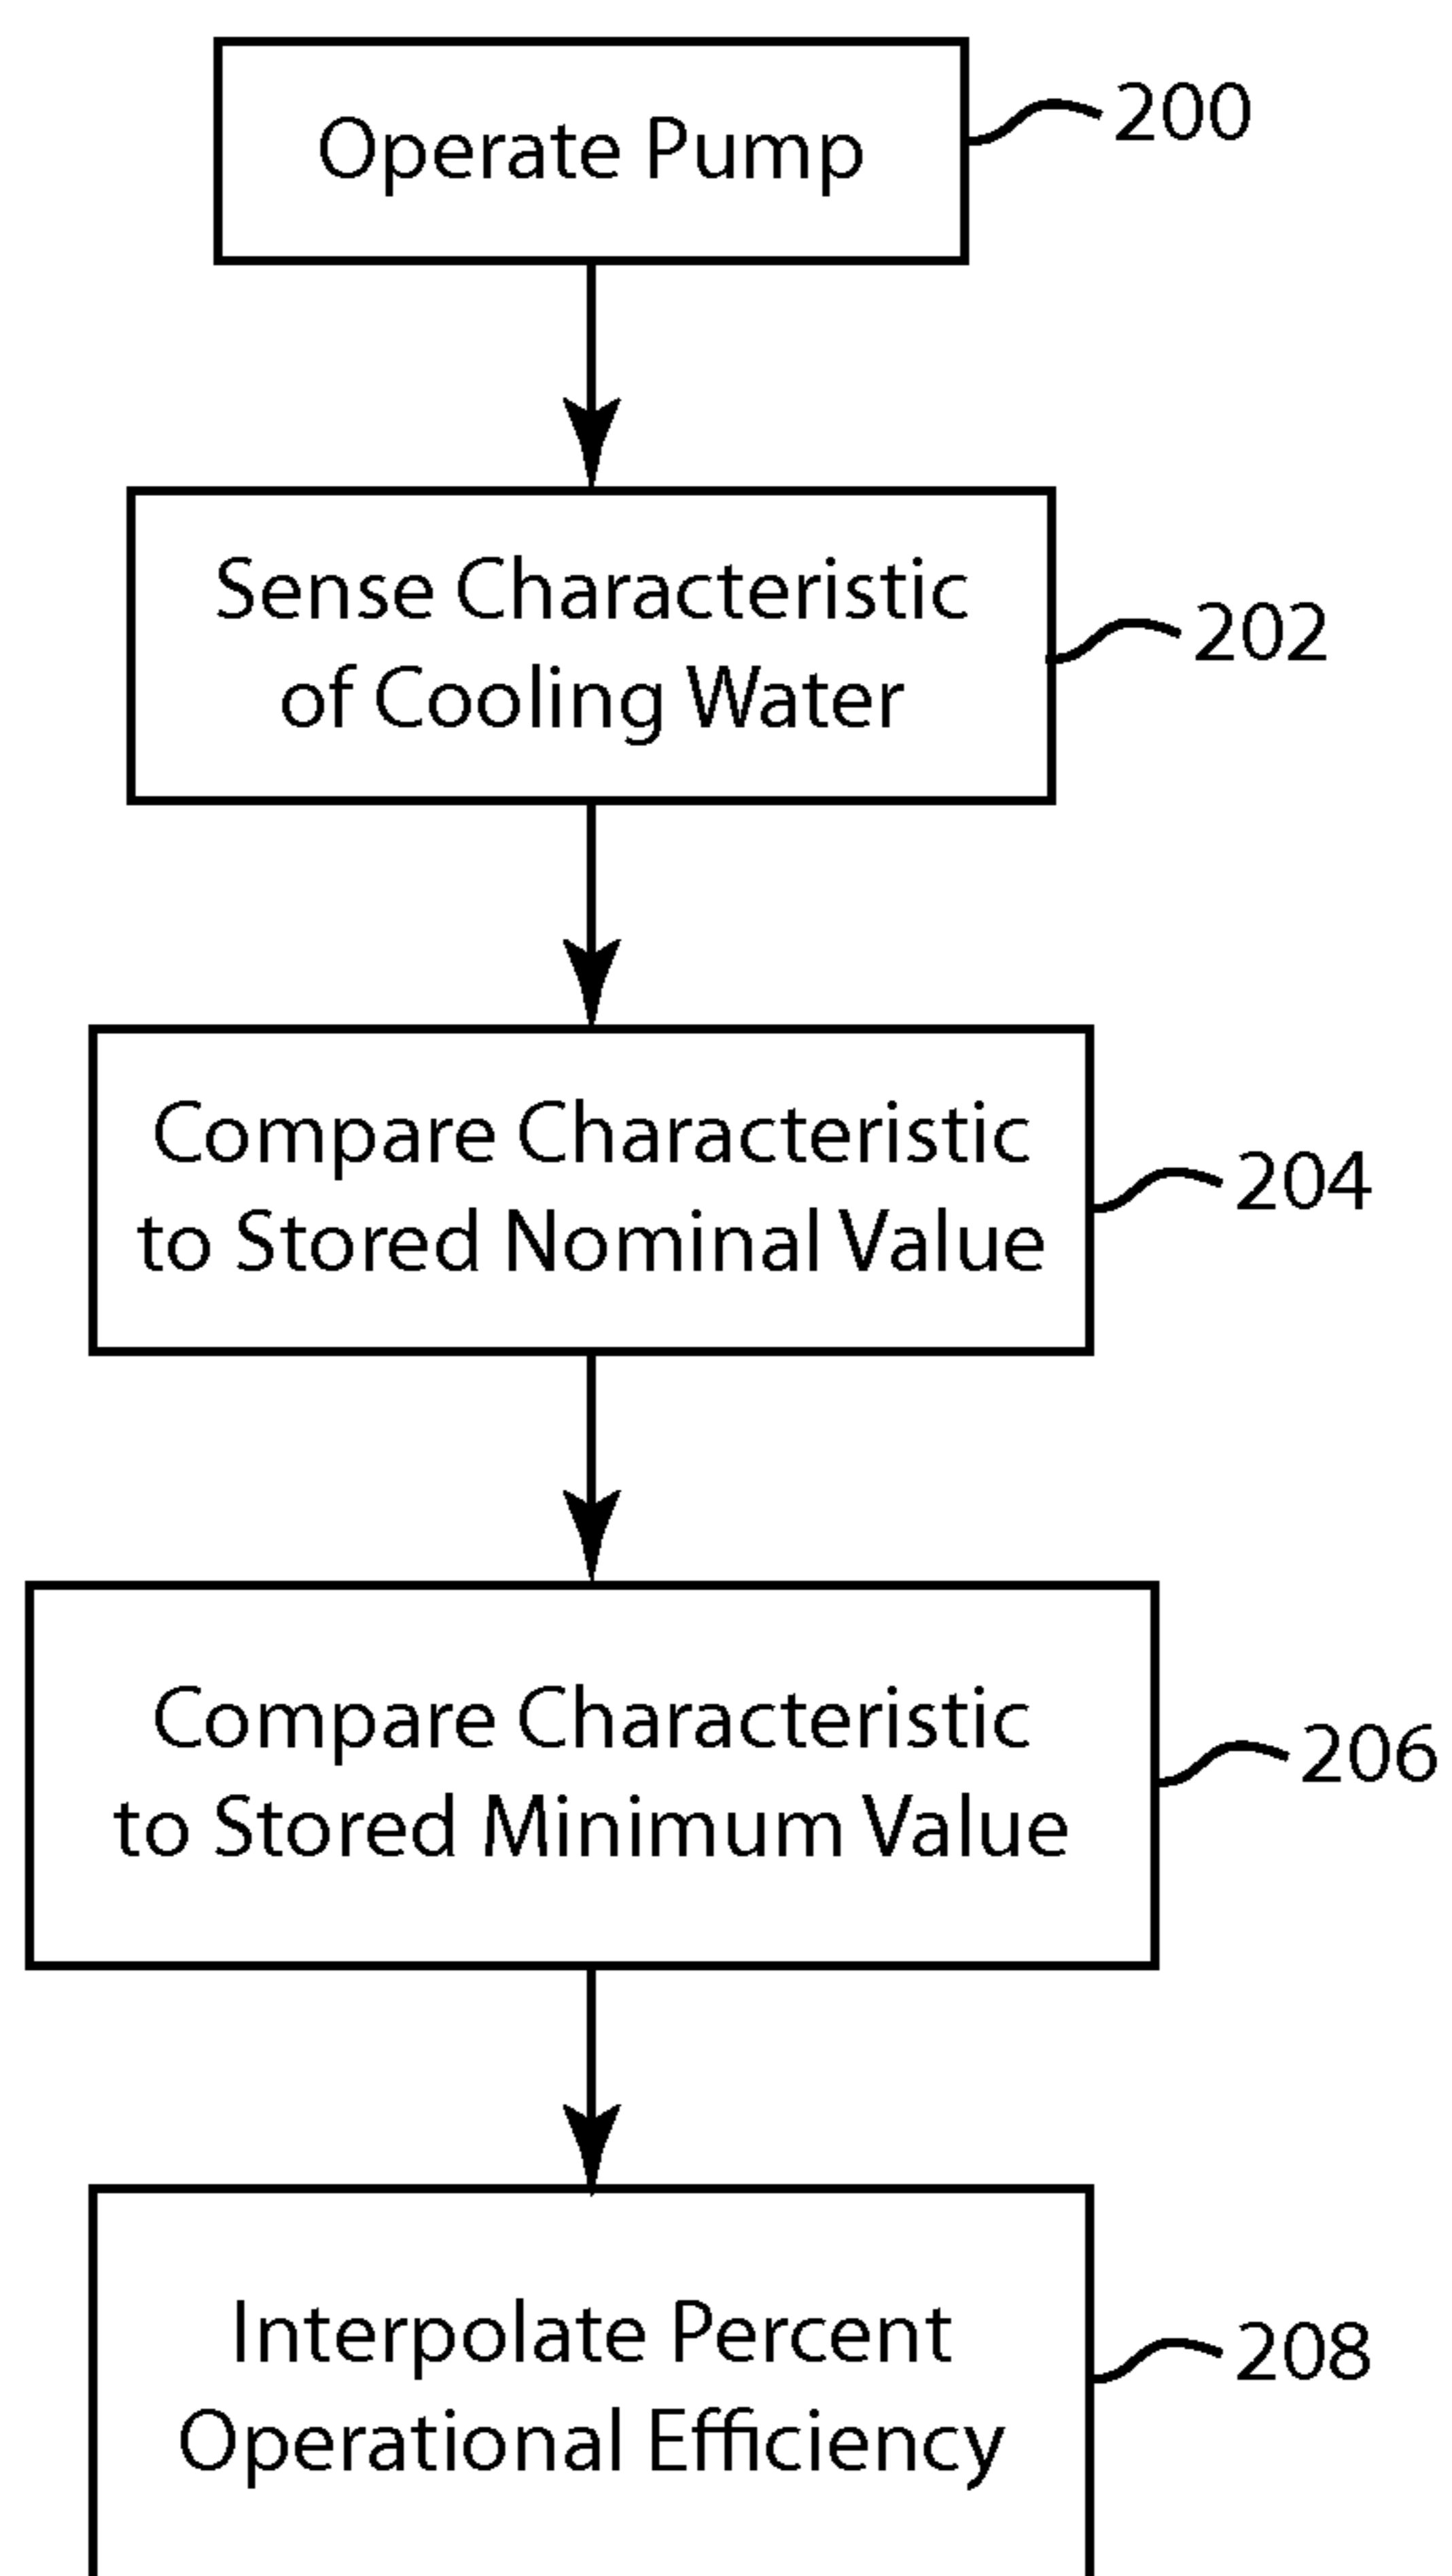 Operate Pump
200
Sense Characteristic
of Cooling Water
202
Compare Characteristic
to Stored Nominal Value
204
Compare Characteristic
to Stored Minimum Value
206
Interpolate Percent
Operational Efficiency
208